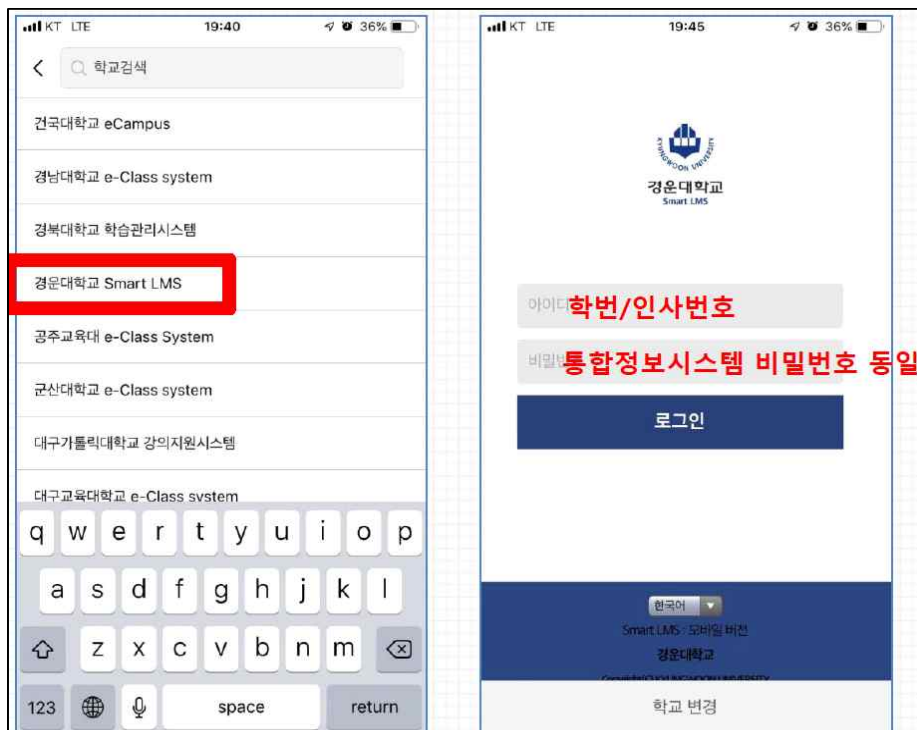 KT LTE 19:40 36%
학교검색
건국대학교 eCampus
경남대학교 e-Class system
경북대학교 학습관리시스템
경운대학교 Smart LMS
공주교육대 e-Class System
군산대학교 e-Class system
대구가톨릭대학교 강의지원시스템
대구교육대학교 e-Class system
q w e r t y u i o p
a s d f g h j k l
z x c v b n m
123 space return
KT LTE 19:45 36%
KYUNGWOON UNIVERSITY
경운대학교
Smart LMS
학번/인사번호
통합정보시스템 비밀번호 동일
로그인
한국어
Smart LMS : 모바일 버전
경운대학교
학교 변경